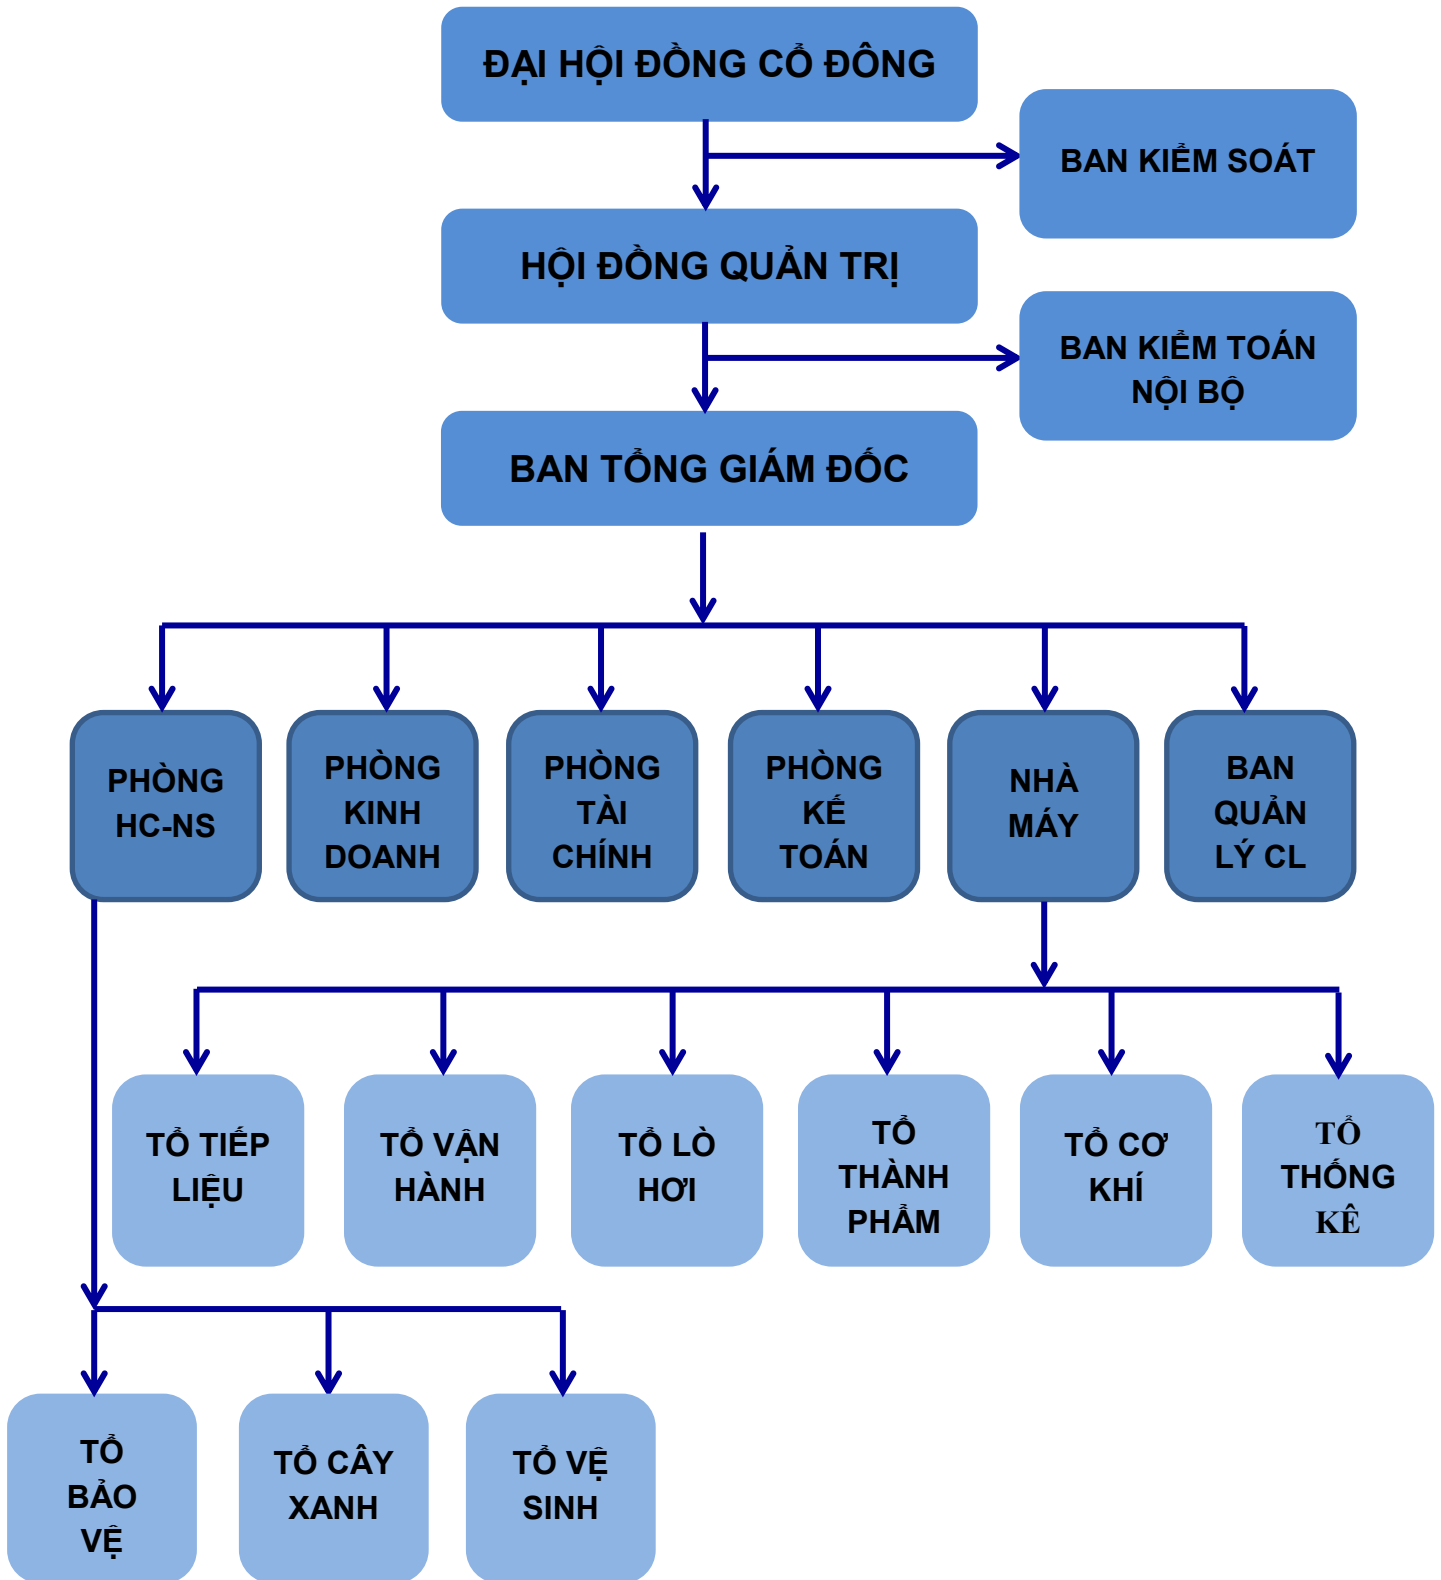 ĐẠI HỘI ĐỒNG CỔ ĐÔNG
BAN KIỂM SOÁT
HỘI ĐỒNG QUẢN TRỊ
BAN KIỂM TOÁN
NỘI BỘ
BAN TỔNG GIÁM ĐỐC
PHÒNG
HC-NS
PHÒNG
KINH
DOANH
PHÒNG
TÀI
CHÍNH
PHÒNG
KẾ
TOÁN
NHÀ
MÁY
BAN
QUẢN
LÝ CL
TỔ TIẾP
LIỆU
TỔ VẬN
HÀNH
TỔ LÒ
HƠI
TỔ
THÀNH
PHẨM
TỔ CƠ
KHÍ
TỔ
THỐNG
KÊ
TỔ
BẢO
VỆ
TỔ CÂY
XANH
TỔ VỆ
SINH